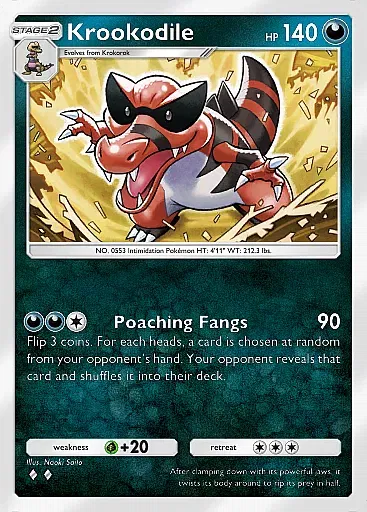 STAGE 2
Krookodile
HP 140
Evolves from Krokorok
NO. 0553 Intimidation Pokémon HT: 4'11" WT: 212.3 lbs.
Poaching Fangs 90
Flip 3 coins. For each heads, a card is chosen at random
from your opponent's hand. Your opponent reveals that
card and shuffles it into their deck.
weakness +20 retreat
Illus. Naoki Saito
After clamping down with its powerful jaws, it
twists its body around to rip its prey in half.